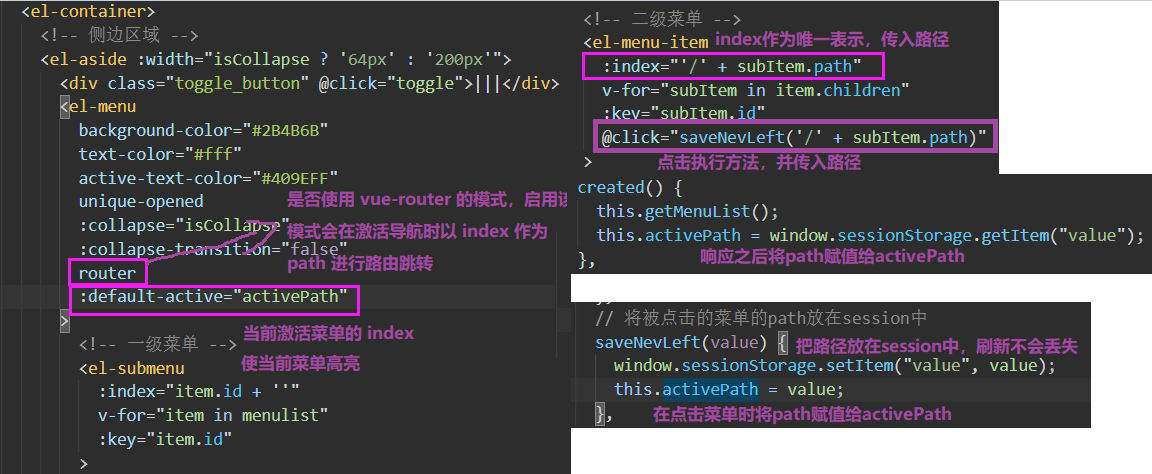 <el-container>
<!-- 侧边区域 -->
<el-aside :width="isCollapse ? '64px' : '200px'">
<div class="toggle_button" @click="toggle">|||</div>
<el-menu
background-color="#2B4B6B"
text-color="#fff"
active-text-color="#409EFF"
unique-opened
:collapse="isCollapse"
:collapse-transition="false"
router
:default-active="activePath"
>
是否使用 vue-router 的模式，启用该
模式会在激活导航时以 index 作为
path 进行路由跳转
当前激活菜单的 index
使当前菜单高亮
<!-- 一级菜单 -->
<el-submenu
:index="item.id + ''"
v-for="item in menulist"
:key="item.id"
>
<!-- 二级菜单 -->
<el-menu-item index作为唯一表示，传入路径
:index="'/' + subItem.path"
v-for="subItem in item.children"
:key="subItem.id"
@click="saveNevLeft('/' + subItem.path)"
> 点击执行方法，并传入路径
created() {
this.getMenuList();
this.activePath = window.sessionStorage.getItem("value");
}, 响应之后将path赋值给activePath
// 将被点击的菜单的path放在session中
saveNevLeft(value) { 把路径放在session中，刷新不会丢失
window.sessionStorage.setItem("value", value);
this.activePath = value;
}, 在点击菜单时将path赋值给activePath